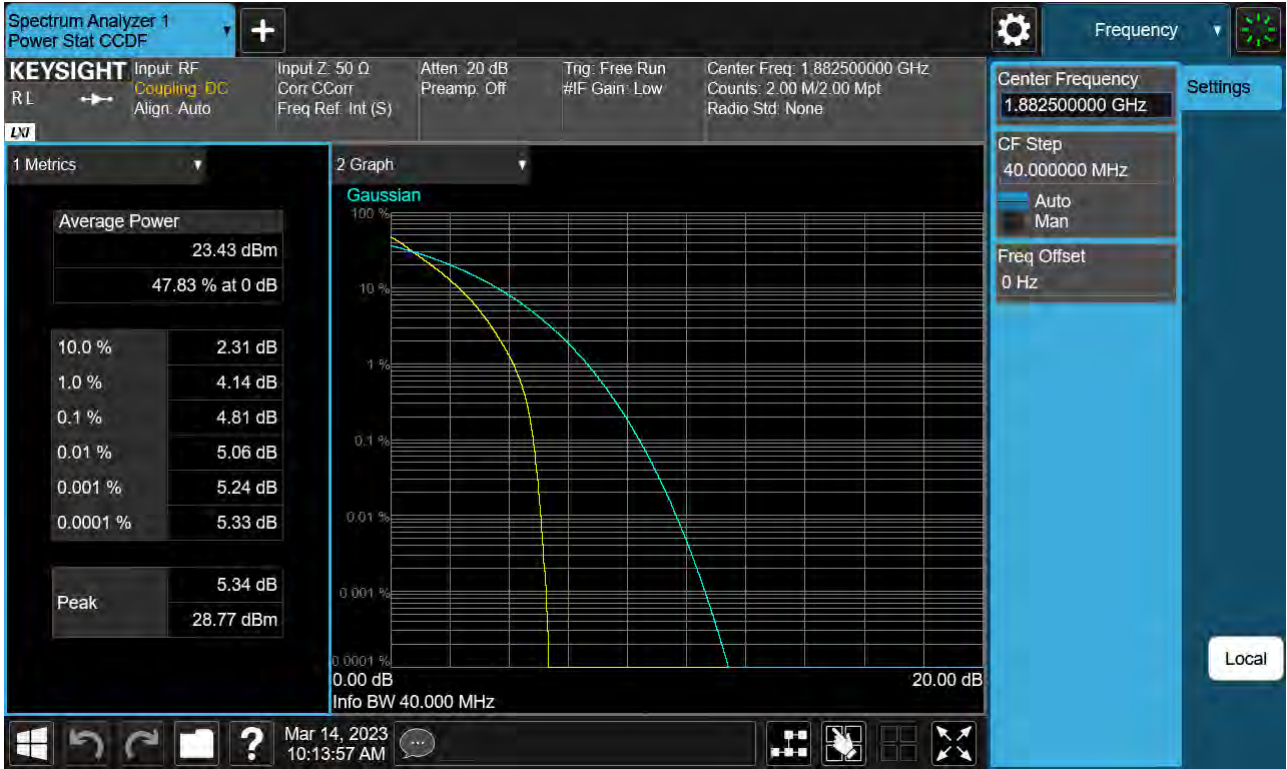 Spectrum Analyzer 1
Power Stat CCDF
Frequency
KEYSIGHT
R L
LXI
Input: RF
Coupling: DC
Align: Auto
Input Z: 50 Ω
Corr CCorr
Freq Ref: Int (S)
Atten: 20 dB
Preamp: Off
Trig: Free Run
#IF Gain: Low
Center Freq: 1.882500000 GHz
Counts: 2.00 M/2.00 Mpt
Radio Std: None
Center Frequency
1.882500000 GHz
Settings
CF Step
40.000000 MHz
Auto
Man
Freq Offset
0 Hz
1 Metrics
Average Power
23.43 dBm
47.83 % at 0 dB
10.0 % 2.31 dB
1.0 % 4.14 dB
0.1 % 4.81 dB
0.01 % 5.06 dB
0.001 % 5.24 dB
0.0001 % 5.33 dB
Peak 5.34 dB
28.77 dBm
2 Graph
Gaussian
100 %
10 %
1 %
0.1 %
0.01 %
0.001 %
0.0001 %
0.00 dB 20.00 dB
Info BW 40.000 MHz
Local
?
Mar 14, 2023
10:13:57 AM